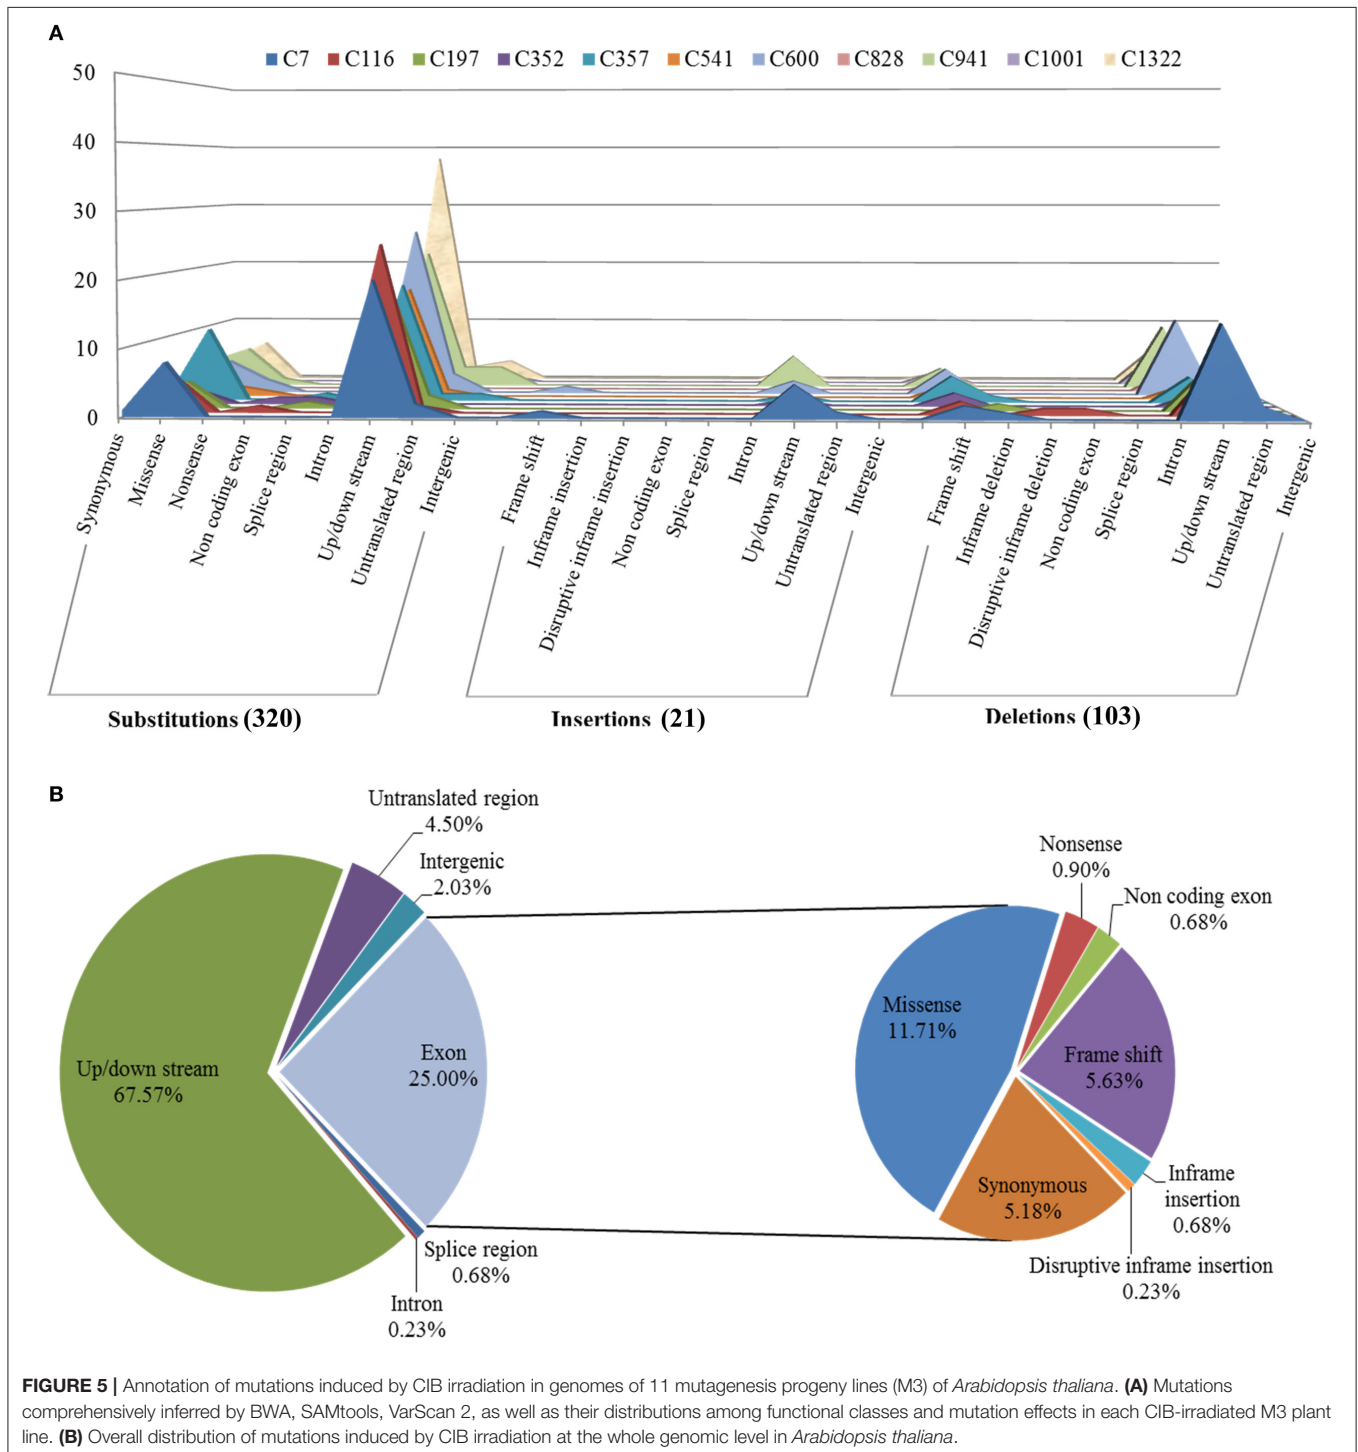 A
C7 C116 C197 C352 C357 C541 C600 C828 C941 C1001 C1322
50
40
30
20
10
0
Synonymous
Missense
Nonsense
Non coding exon
Splice region
Intron
Up/down stream
Untranslated region
Intergenic
Frame shift
Inframe insertion
Disruptive inframe insertion
Non coding exon
Splice region
Intron
Up/down stream
Untranslated region
Intergenic
Frame shift
Inframe deletion
Disruptive inframe deletion
Non coding exon
Splice region
Intron
Up/down stream
Untranslated region
Intergenic
Substitutions (320)
Insertions (21)
Deletions (103)
B
Untranslated region
4.50%
Intergenic
2.03%
Exon
25.00%
Up/down stream
67.57%
Splice region
0.68%
Intron
0.23%
Nonsense
0.90%
Non coding exon
0.68%
Missense
11.71%
Frame shift
5.63%
Inframe
insertion
0.68%
Synonymous
5.18%
Disruptive inframe insertion
0.23%
FIGURE 5 | Annotation of mutations induced by CIB irradiation in genomes of 11 mutagenesis progeny lines (M3) of Arabidopsis thaliana. (A) Mutations
comprehensively inferred by BWA, SAMtools, VarScan 2, as well as their distributions among functional classes and mutation effects in each CIB-irradiated M3 plant
line. (B) Overall distribution of mutations induced by CIB irradiation at the whole genomic level in Arabidopsis thaliana.